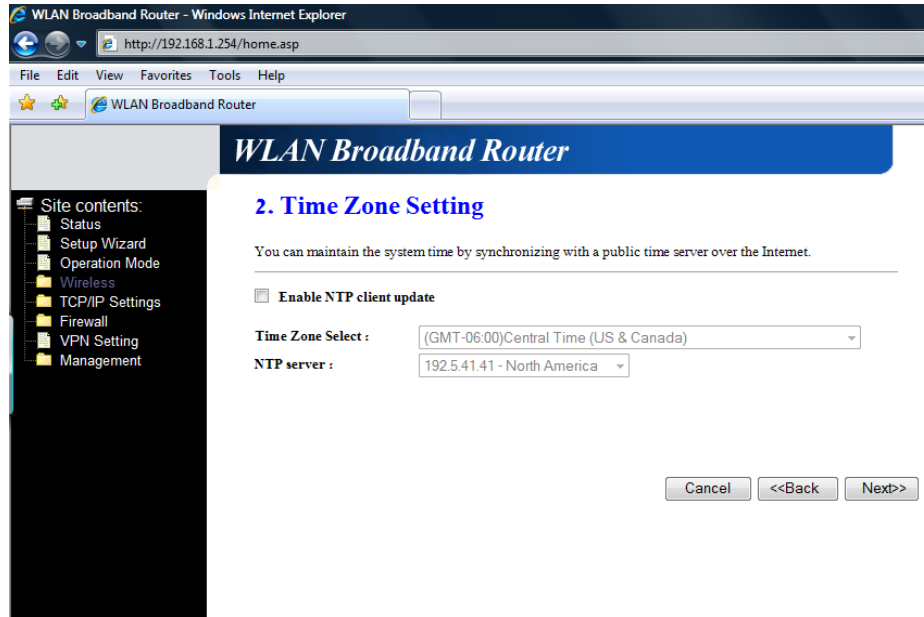 WLAN Broadband Router - Windows Internet Explorer
http://192.168.1.254/home.asp
File Edit View Favorites Tools Help
WLAN Broadband Router
WLAN Broadband Router
Site contents:
Status
Setup Wizard
Operation Mode
Wireless
TCP/IP Settings
Firewall
VPN Setting
Management
2. Time Zone Setting
You can maintain the system time by synchronizing with a public time server over the Internet.
Enable NTP client update
Time Zone Select : (GMT-06:00)Central Time (US & Canada)
NTP server : 192.5.41.41 - North America
Cancel <<Back Next>>